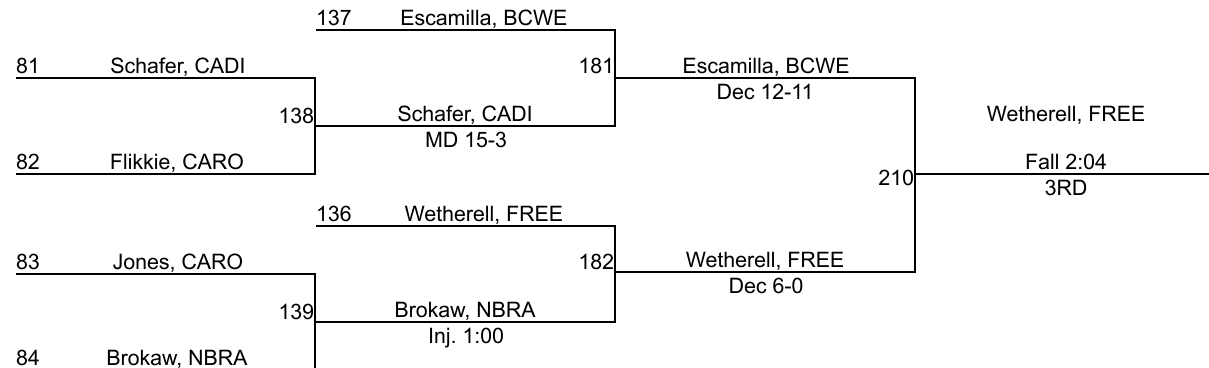 137 Escamilla, BCWE
81 Schafer, CADI
181 Escamilla, BCWE
Dec 12-11
138 Schafer, CADI
MD 15-3
Wetherell, FREE
82 Flikkie, CARO
Fall 2:04
210
3RD
136 Wetherell, FREE
83 Jones, CARO
182 Wetherell, FREE
Dec 6-0
139 Brokaw, NBRA
Inj. 1:00
84 Brokaw, NBRA